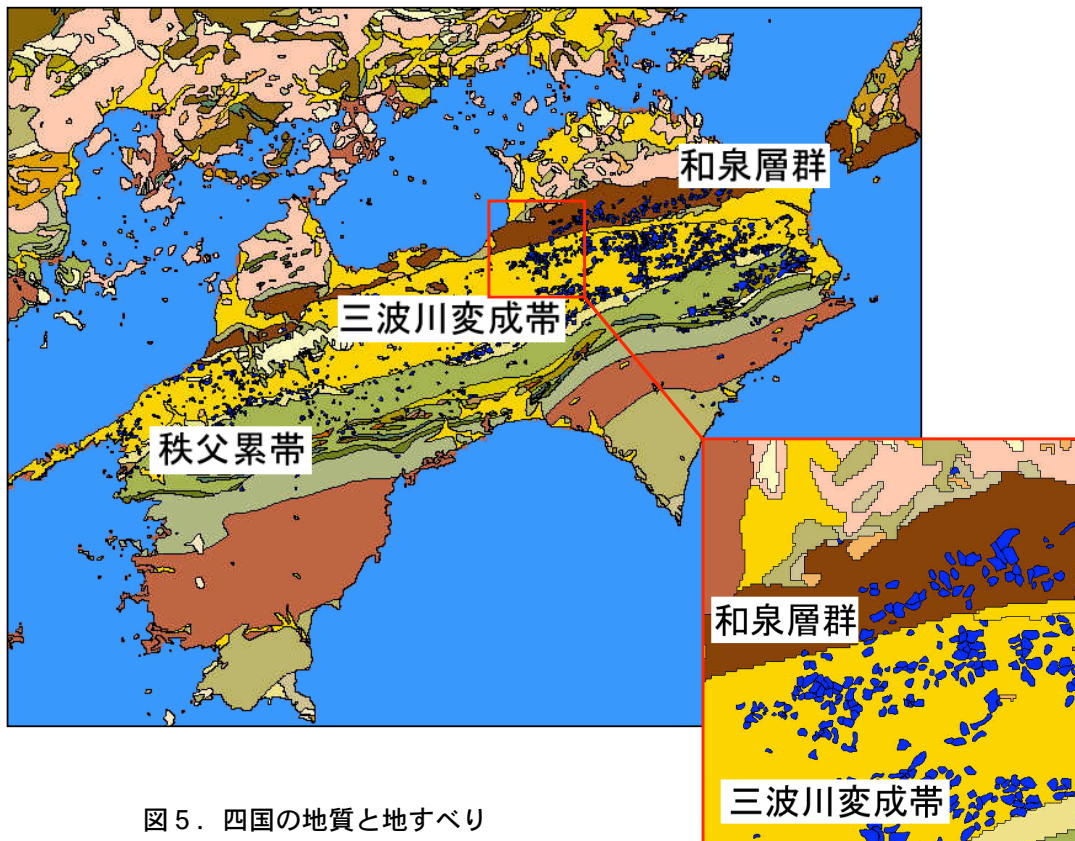 和泉層群
三波川変成帯
秩父累帯
和泉層群
三波川変成帯
図5．四国の地質と地すべり